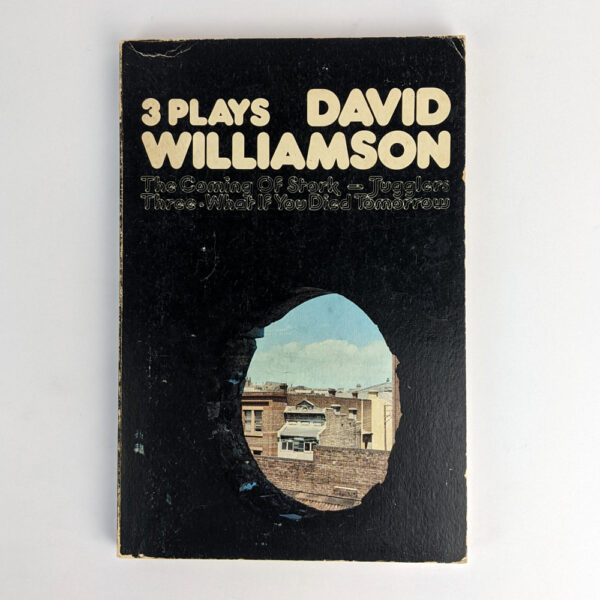 3 PLAYS DAVID
WILLIAMSON
The Coming Of Stork – Jugglers
Three • What If You Died Tomorrow